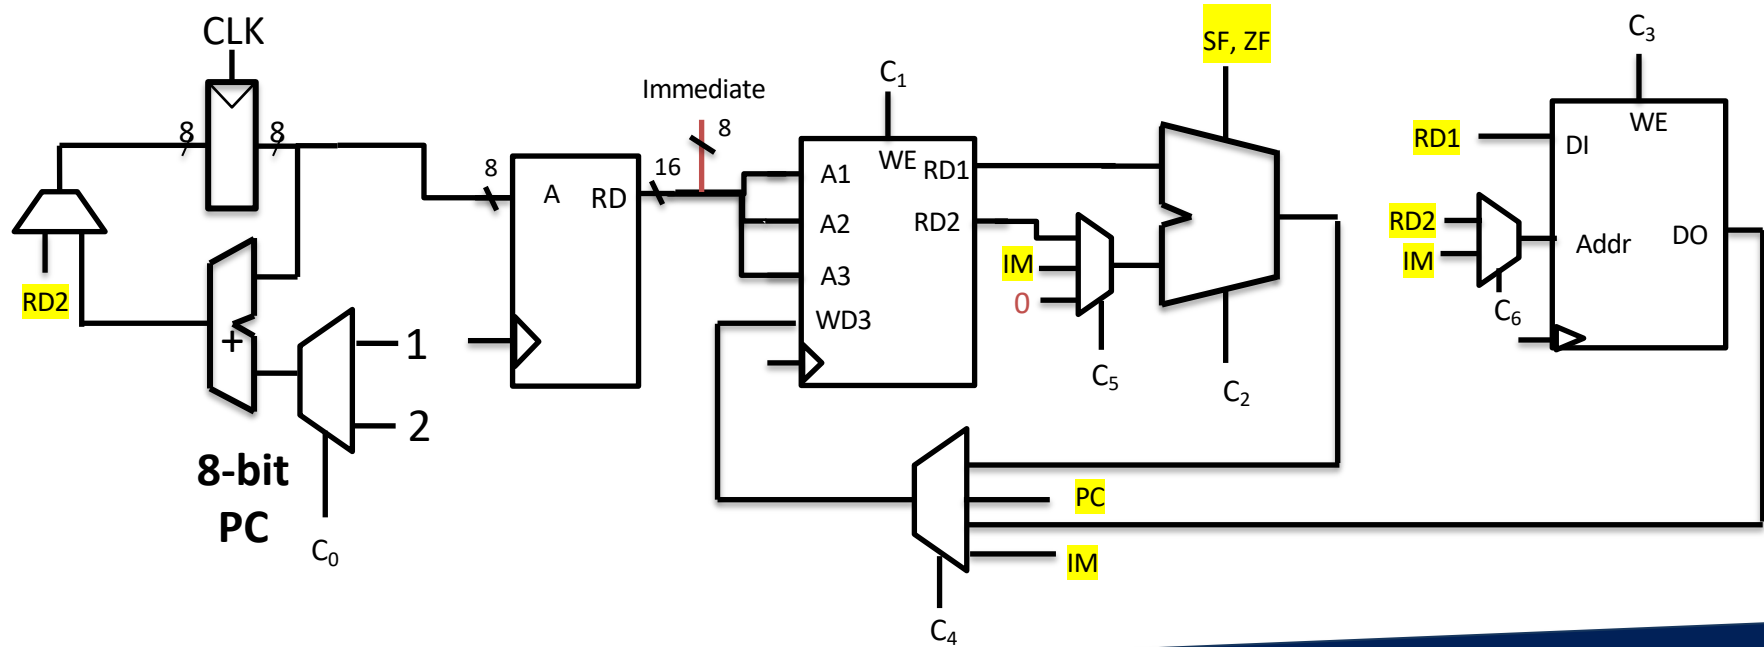 CLK
8
8
RD2
+
1
2
8-bit
PC
C₀
8
A
RD
16
Immediate
8
C₁
WE
A1
A2
A3
WD3
RD1
RD2
IM
0
C₅
SF, ZF
C₂
PC
IM
C₄
C₃
RD1
WE
DI
RD2
IM
Addr
DO
C₆